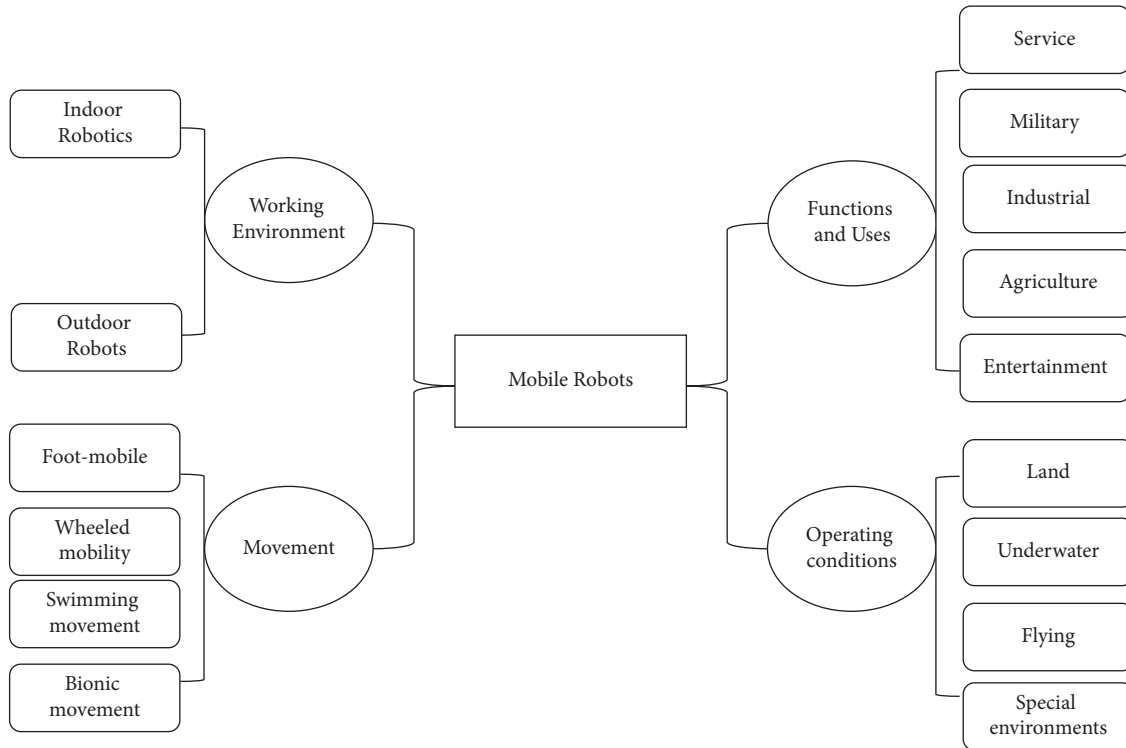 Indoor
Robotics
Working
Environment
Outdoor
Robots
Foot-mobile
Wheeled
mobility
Movement
Swimming
movement
Bionic
movement
Mobile Robots
Service
Military
Functions
and Uses
Industrial
Agriculture
Entertainment
Land
Operating
conditions
Underwater
Flying
Special
environments